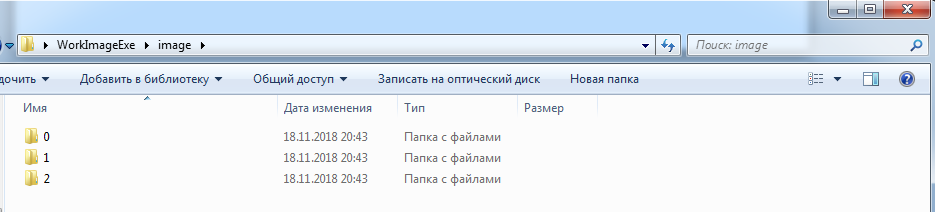 WorkImageExe image Поиск: image
дочить Добавить в библиотеку Общий доступ Записать на оптический диск Новая папка
Имя Дата изменения Тип Размер
0 18.11.2018 20:43 Папка с файлами
1 18.11.2018 20:43 Папка с файлами
2 18.11.2018 20:43 Папка с файлами